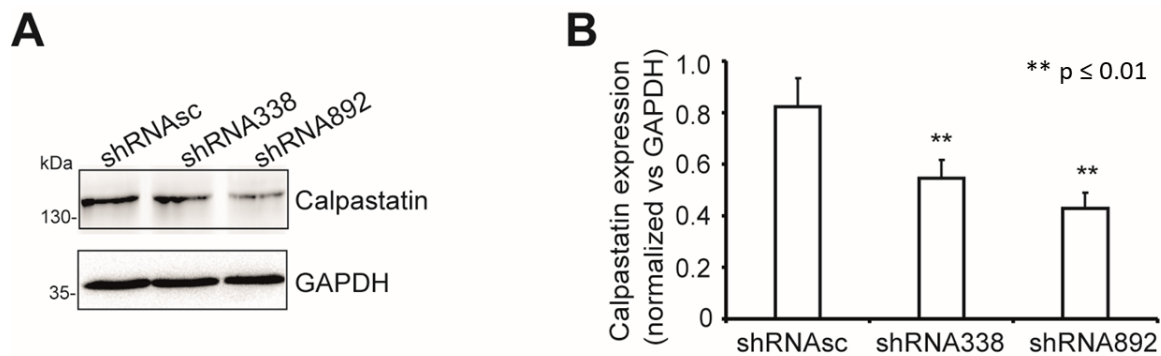 A
shRNAsc
shRNA338
shRNA892
kDa
130-
Calpastatin
35-
GAPDH
B
Calpastatin expression
(normalized vs GAPDH)
1.0
0.8
0.6
0.4
0.2
0
** p ≤ 0.01
**
**
shRNAsc
shRNA338
shRNA892